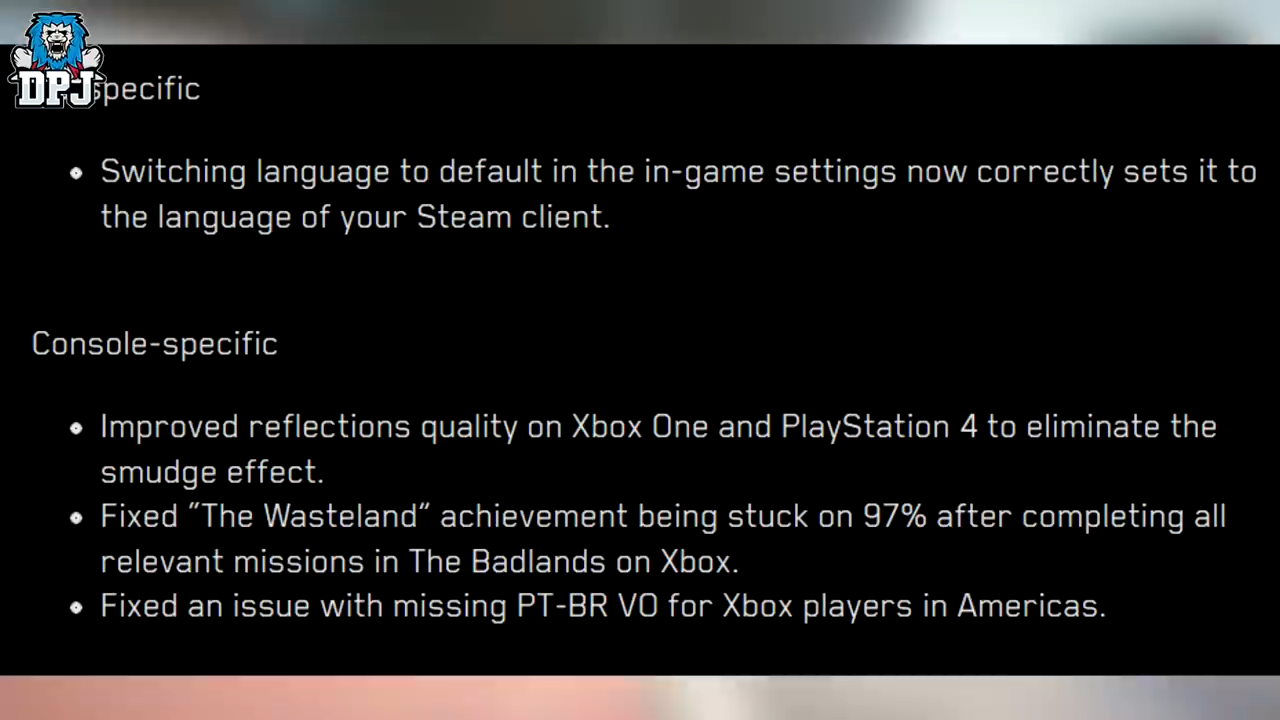 DPJ
specific
Switching language to default in the in-game settings now correctly sets it to
the language of your Steam client.
Console-specific
Improved reflections quality on Xbox One and PlayStation 4 to eliminate the
smudge effect.
Fixed “The Wasteland” achievement being stuck on 97% after completing all
relevant missions in The Badlands on Xbox.
Fixed an issue with missing PT-BR VO for Xbox players in Americas.